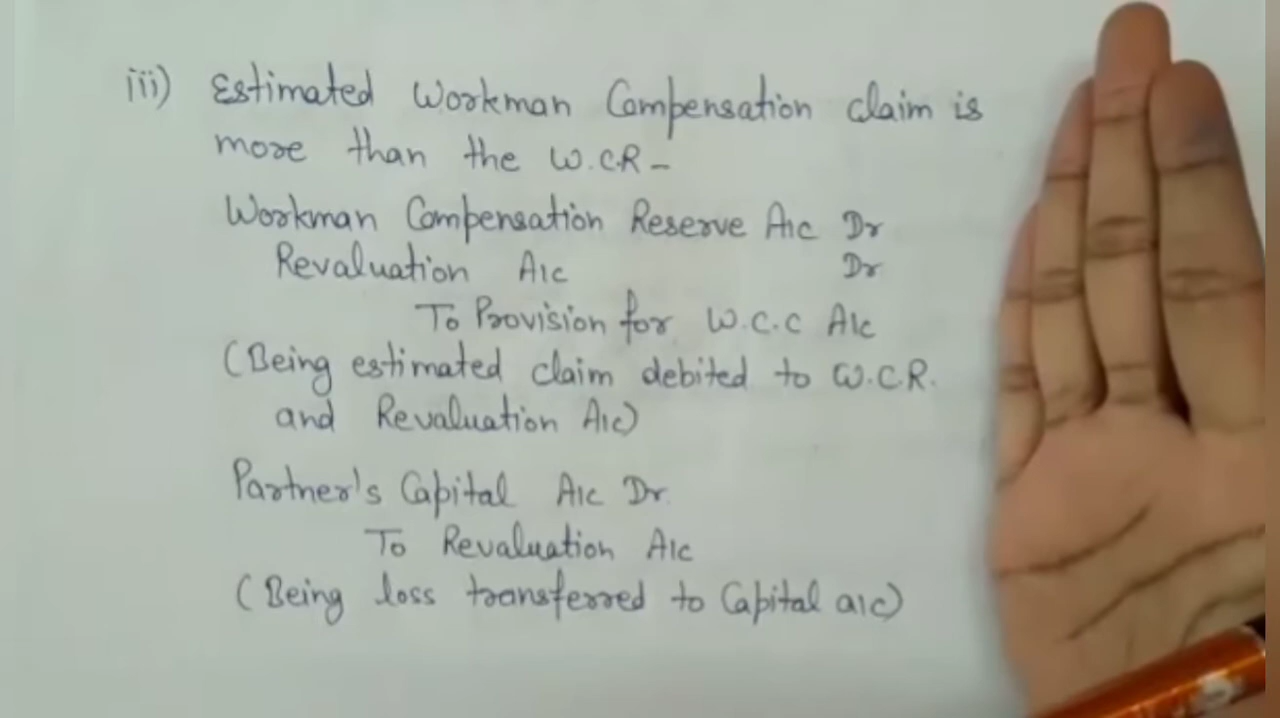 iii) Estimated Workman Compensation claim is
more than the W.C.R -
Workman Compensation Reserve A/c Dr
Revaluation A/c Dr
To Provision for W.C.C A/c
(Being estimated claim debited to W.C.R.
and Revaluation A/c)
Partner's Capital A/c Dr.
To Revaluation A/c
(Being loss transferred to Capital a/c)